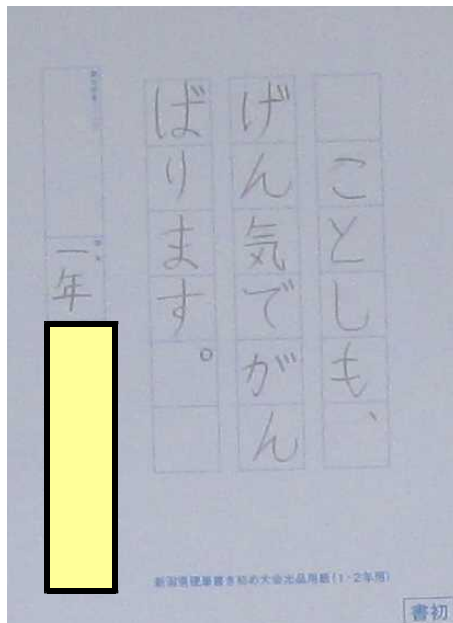 ことしも、
げん気でがん
ばります。
一年
新潟県硬筆書き初め大会出品用紙(1・2年用)
書初